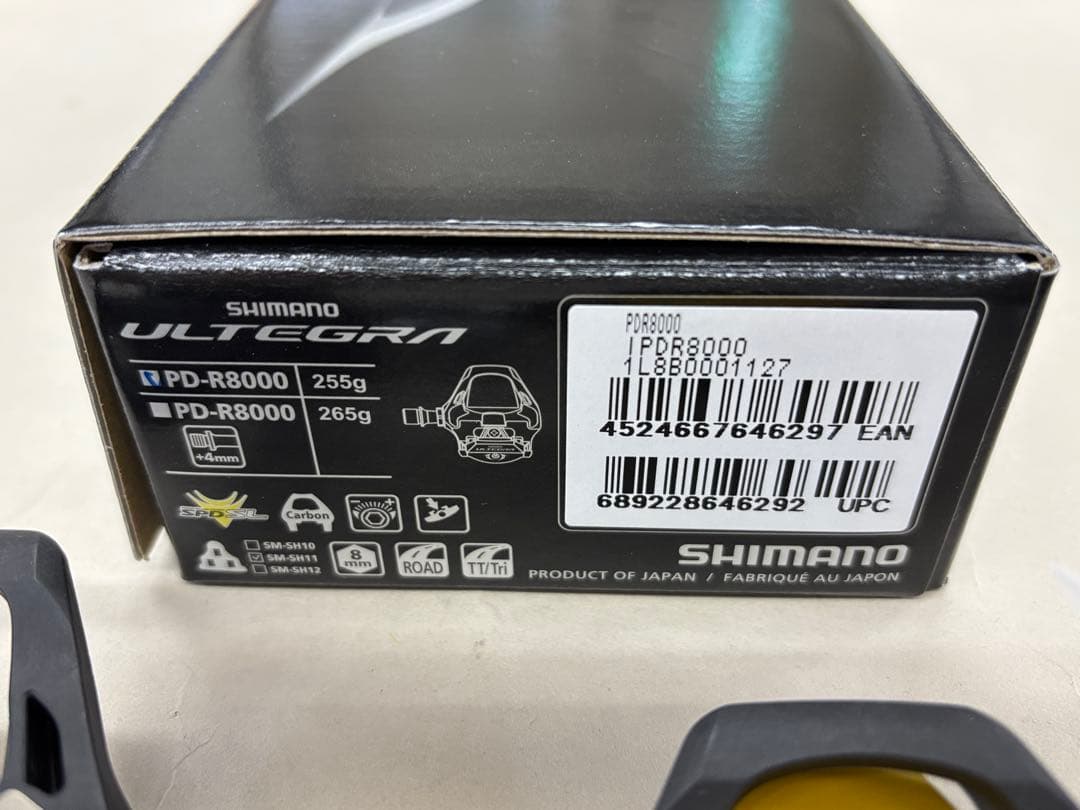 SHIMANO
ULTEGRA
PD-R8000 255g
PD-R8000 265g
+4mm
SPD-SL
Carbon
- +
SM-SH10
SM-SH11
SM-SH12
8 mm
ROAD
TT/Tri
ULTEGRA
PDR8000
IPDR8000
1L8B0001127
4524667646297 EAN
689228646292 UPC
SHIMANO
PRODUCT OF JAPAN / FABRIQUÉ AU JAPON